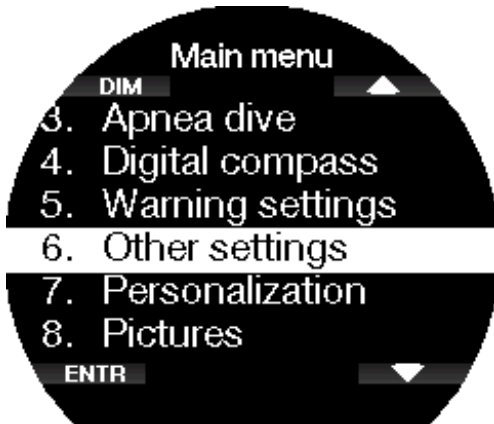 Main menu
DIM
3. Apnea dive
4. Digital compass
5. Warning settings
6. Other settings
7. Personalization
8. Pictures
ENTR